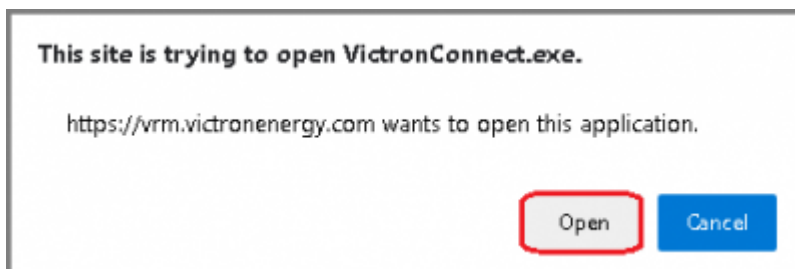 This site is trying to open VictronConnect.exe.
https://vrm.victronenergy.com wants to open this application.
Open
Cancel